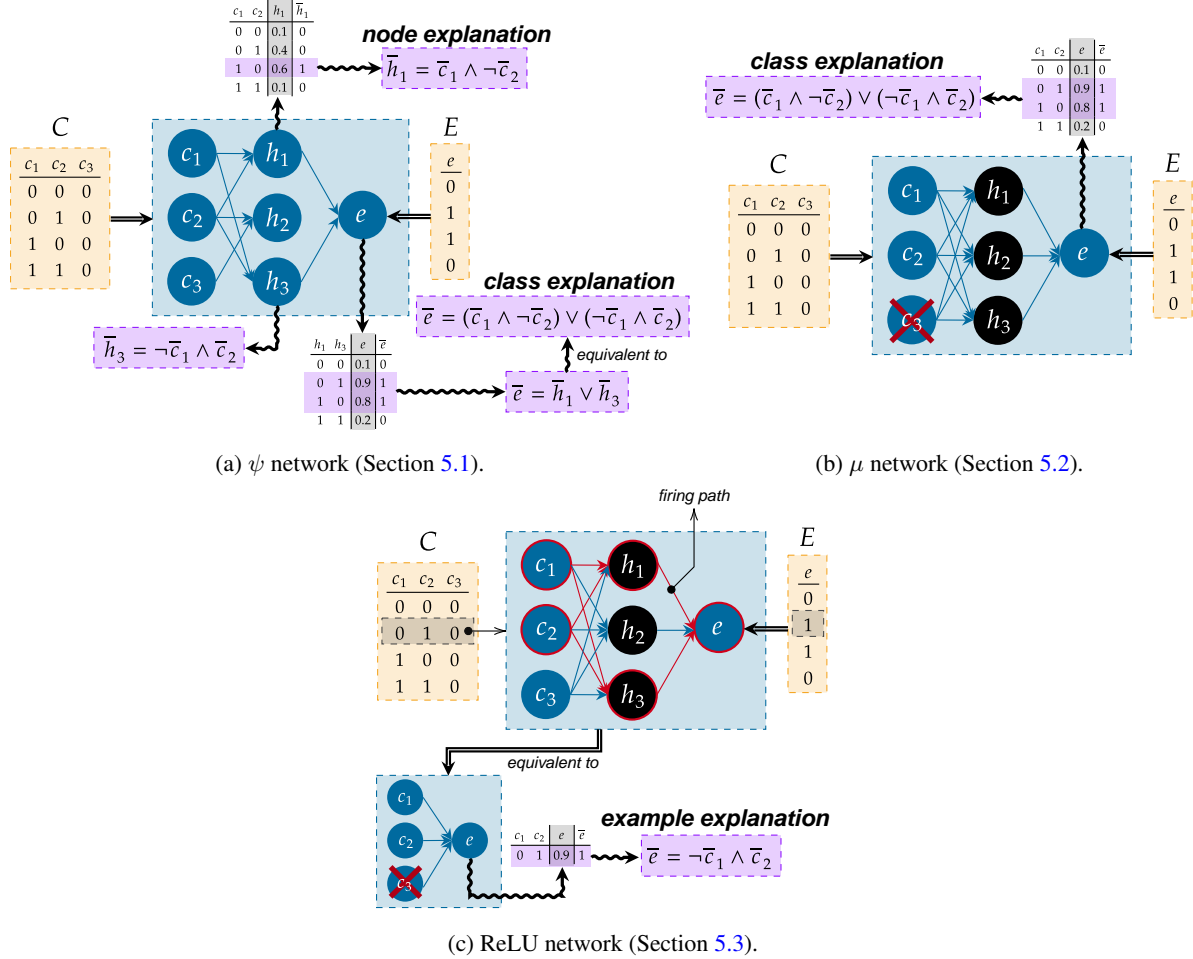 c₁ c₂ h₁ h̅₁
0 0 0.1 0
0 1 0.4 0
1 0 0.6 1
1 1 0.1 0
node explanation
h̅₁ = c̅₁ ∧ ¬c̅₂
C
c₁ c₂ c₃
0 0 0
0 1 0
1 0 0
1 1 0
c₁
c₂
c₃
h₁
h₂
h₃
e
E
e
0
1
1
0
h̅₃ = ¬c̅₁ ∧ c̅₂
h₁ h₃ e e̅
0 0 0.1 0
0 1 0.9 1
1 0 0.8 1
1 1 0.2 0
class explanation
e̅ = (c̅₁ ∧ ¬c̅₂) ∨ (¬c̅₁ ∧ c̅₂)
equivalent to
e̅ = h̅₁ ∨ h̅₃
(a) ψ network (Section 5.1).
class explanation
e̅ = (c̅₁ ∧ ¬c̅₂) ∨ (¬c̅₁ ∧ c̅₂)
c₁ c₂ e e̅
0 0 0.1 0
0 1 0.9 1
1 0 0.8 1
1 1 0.2 0
C
c₁ c₂ c₃
0 0 0
0 1 0
1 0 0
1 1 0
c₁
c₂
c₃
h₁
h₂
h₃
e
E
e
0
1
1
0
(b) μ network (Section 5.2).
firing path
C
c₁ c₂ c₃
0 0 0
0 1 0
1 0 0
1 1 0
c₁
c₂
c₃
h₁
h₂
h₃
e
E
e
0
1
1
0
equivalent to
c₁
c₂
c₃
e
c₁ c₂ e e̅
0 1 0.9 1
example explanation
e̅ = ¬c̅₁ ∧ c̅₂
(c) ReLU network (Section 5.3).